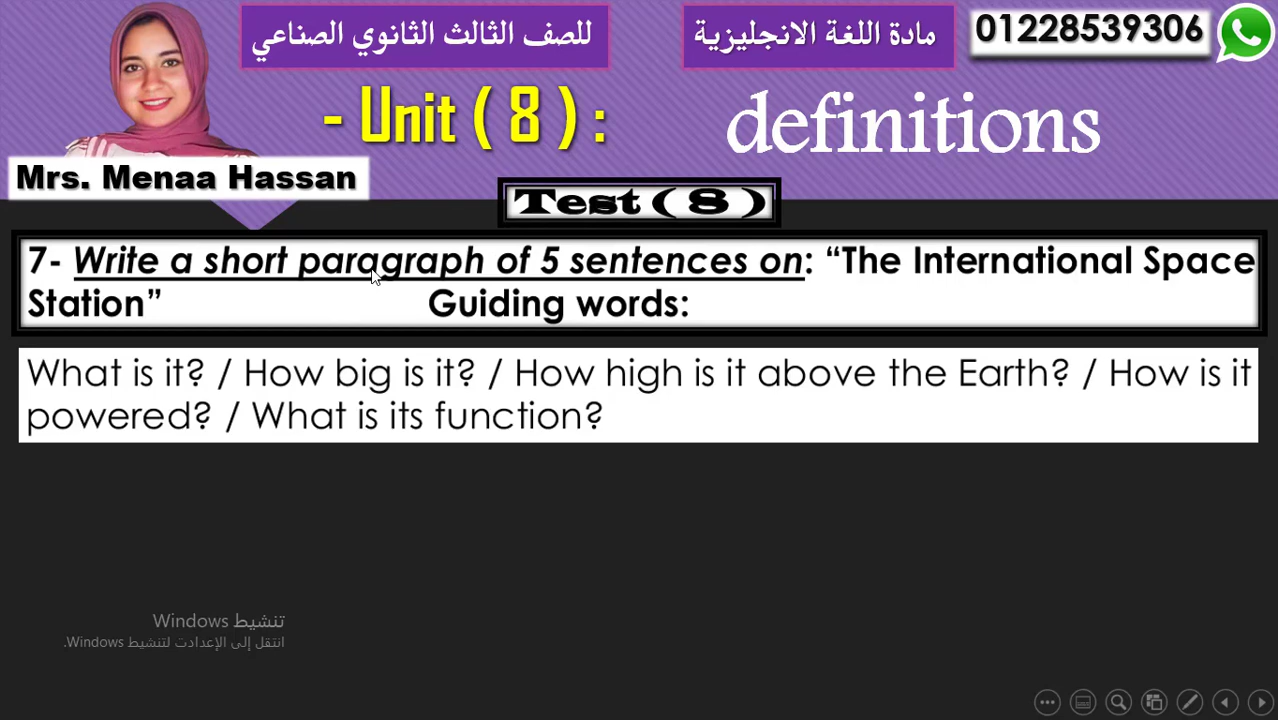 للصف الثالث الثانوي الصناعي
مادة اللغة الانجليزية
01228539306
- Unit ( 8 ) :
definitions
Mrs. Menaa Hassan
Test ( 8 )
7- Write a short paragraph of 5 sentences on: “The International Space
Station” Guiding words:
What is it? / How big is it? / How high is it above the Earth? / How is it
powered? / What is its function?
تنشيط Windows
انتقل إلى الإعدادت لتنشيط Windows.